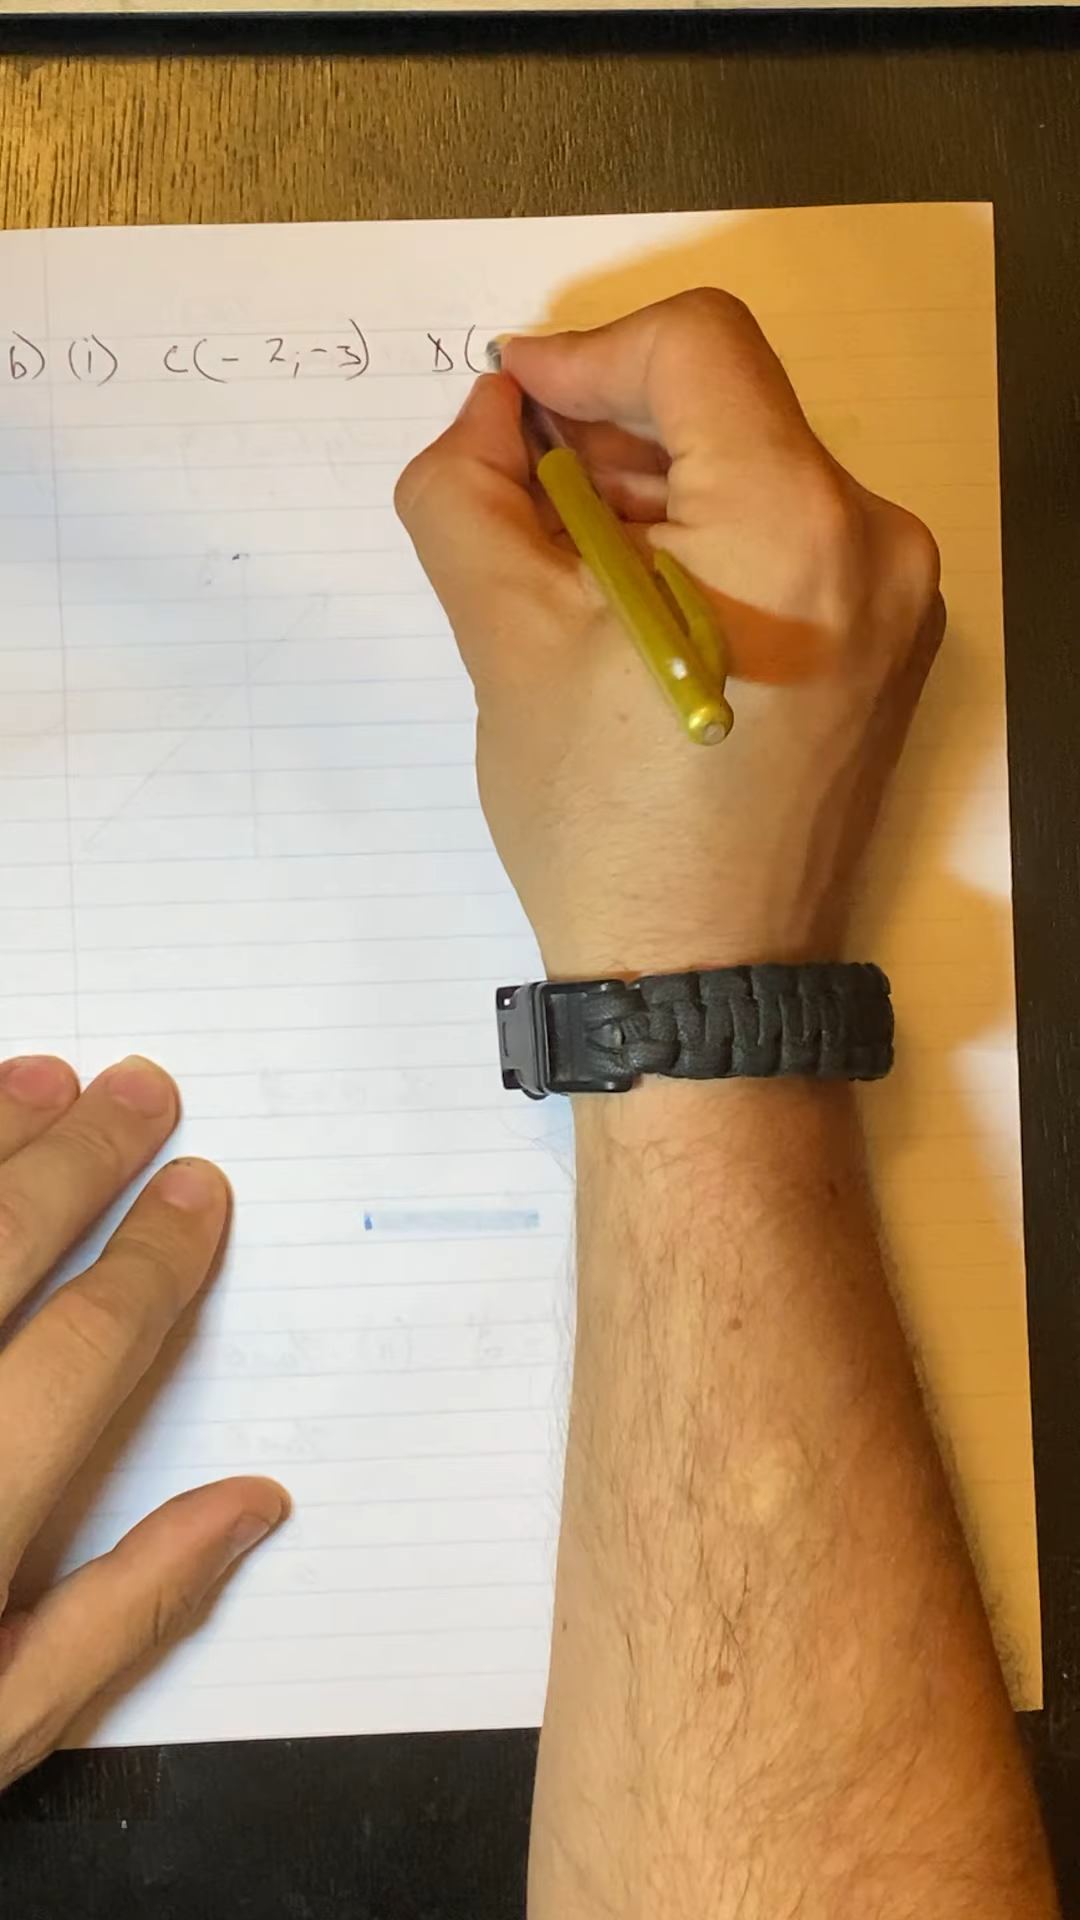 b) (i) C(- 2;-3) D(